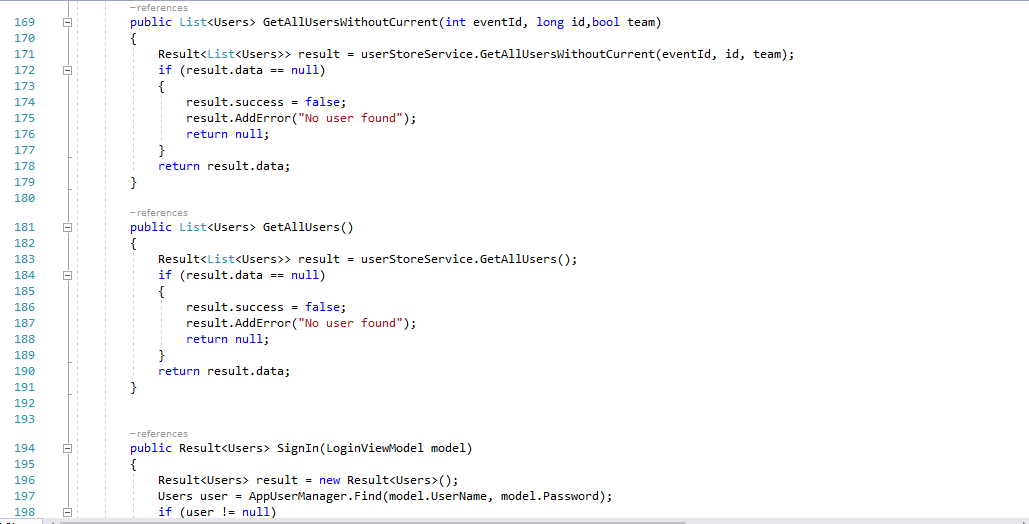 references
169 public List<Users> GetAllUsersWithoutCurrent(int eventId, long id,bool team)
170 {
171 Result<List<Users>> result = userStoreService.GetAllUsersWithoutCurrent(eventId, id, team);
172 if (result.data == null)
173 {
174 result.success = false;
175 result.AddError("No user found");
176 return null;
177 }
178 return result.data;
179 }
180
–references
181 public List<Users> GetAllUsers()
182 {
183 Result<List<Users>> result = userStoreService.GetAllUsers();
184 if (result.data == null)
185 {
186 result.success = false;
187 result.AddError("No user found");
188 return null;
189 }
190 return result.data;
191 }
192
193
–references
194 public Result<Users> SignIn(LoginViewModel model)
195 {
196 Result<Users> result = new Result<Users>();
197 Users user = AppUserManager.Find(model.UserName, model.Password);
198 if (user != null)